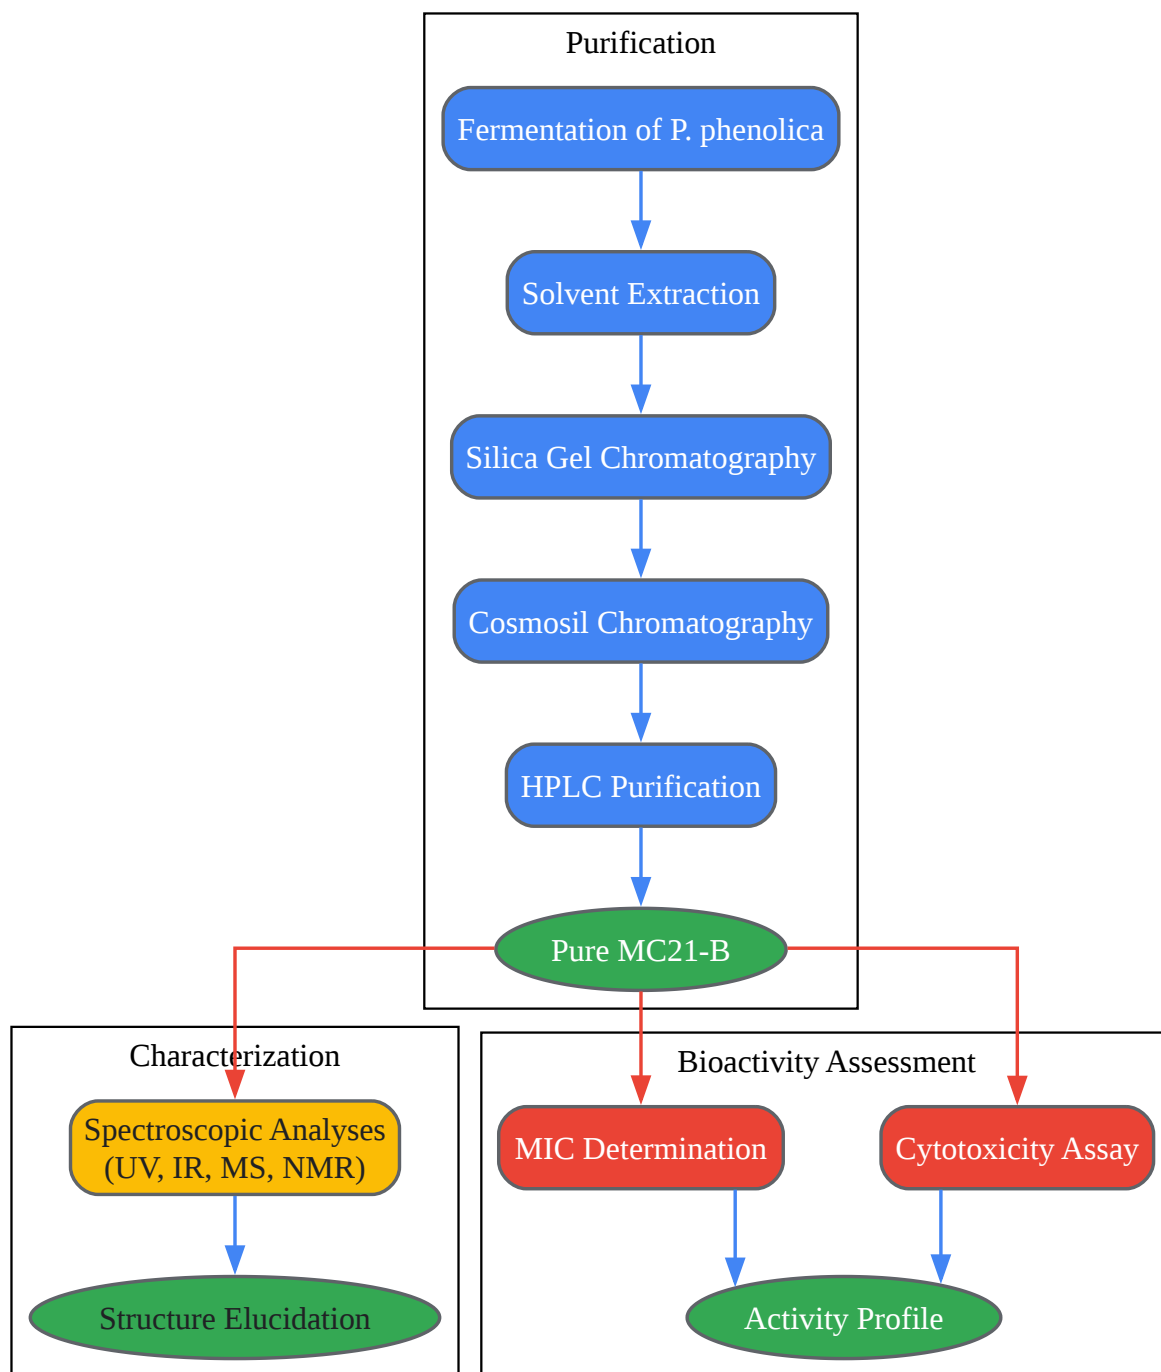 Purification
Fermentation of P. phenolica
Solvent Extraction
Silica Gel Chromatography
Cosmosil Chromatography
HPLC Purification
Pure MC21-B
Characterization
Spectroscopic Analyses
(UV, IR, MS, NMR)
Structure Elucidation
Bioactivity Assessment
MIC Determination
Cytotoxicity Assay
Activity Profile